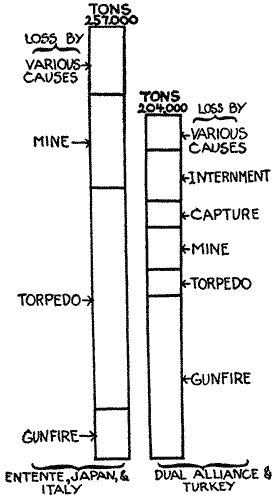 TONS
257,000
LOSS BY
VARIOUS
CAUSES
MINE
TORPEDO
GUNFIRE
ENTENTE, JAPAN, &
ITALY
TONS
204,000
LOSS BY
VARIOUS
CAUSES
INTERNMENT
CAPTURE
MINE
TORPEDO
GUNFIRE
DUAL ALLIANCE &
TURKEY